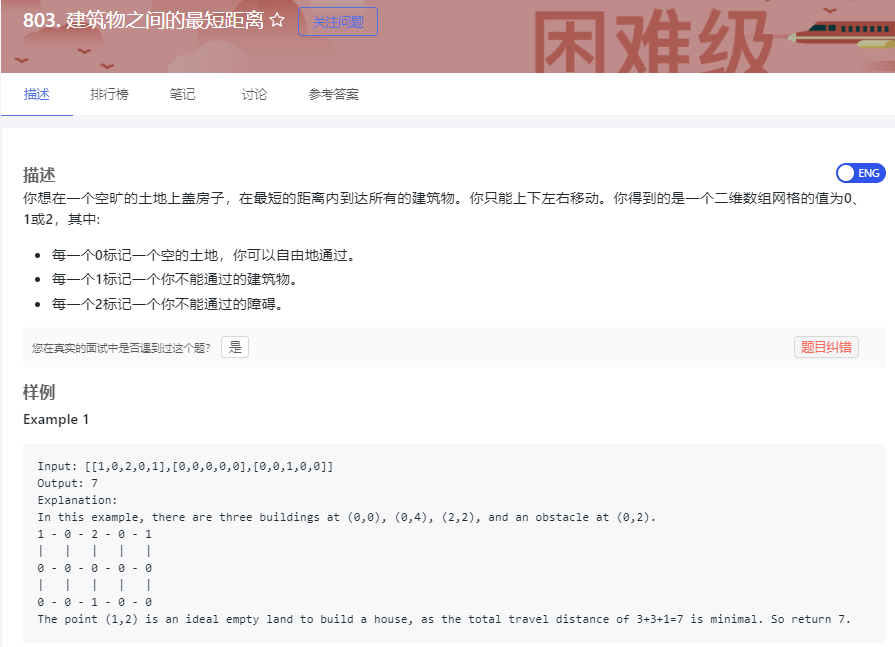 803. 建筑物之间的最短距离 ☆ 关注问题
困难级
描述 排行榜 笔记 讨论 参考答案
描述
ENG
你想在一个空旷的土地上盖房子，在最短的距离内到达所有的建筑物。你只能上下左右移动。你得到的是一个二维数组网格的值为0、
1或2，其中:
• 每一个0标记一个空的土地，你可以自由地通过。
• 每一个1标记一个你不能通过的建筑物。
• 每一个2标记一个你不能通过的障碍。
您在真实的面试中是否遇到过这个题? 是 题目纠错
样例
Example 1
Input: [[1,0,2,0,1],[0,0,0,0,0],[0,0,1,0,0]]
Output: 7
Explanation:
In this example, there are three buildings at (0,0), (0,4), (2,2), and an obstacle at (0,2).
1 - 0 - 2 - 0 - 1
|   |   |   |   |
0 - 0 - 0 - 0 - 0
|   |   |   |   |
0 - 0 - 1 - 0 - 0
The point (1,2) is an ideal empty land to build a house, as the total travel distance of 3+3+1=7 is minimal. So return 7.